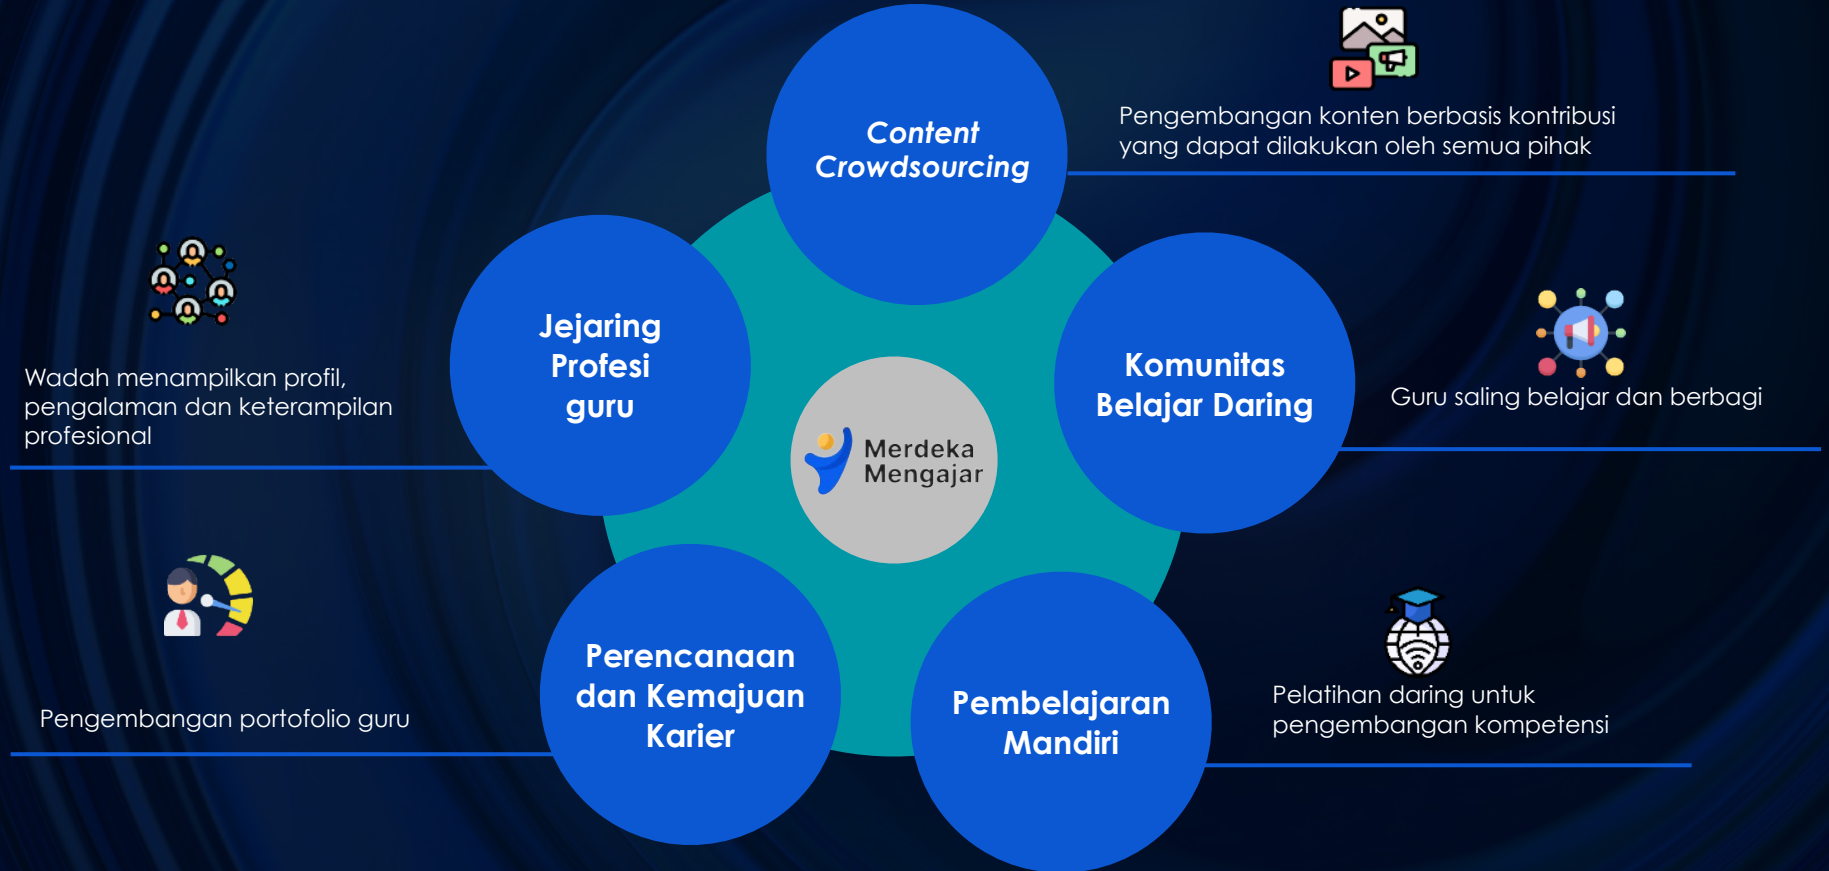 Content
Crowdsourcing
Pengembangan konten berbasis kontribusi
yang dapat dilakukan oleh semua pihak
Jejaring
Profesi
guru
Wadah menampilkan profil,
pengalaman dan keterampilan
profesional
Komunitas
Belajar Daring
Guru saling belajar dan berbagi
Merdeka
Mengajar
Perencanaan
dan Kemajuan
Karier
Pengembangan portofolio guru
Pembelajaran
Mandiri
Pelatihan daring untuk
pengembangan kompetensi